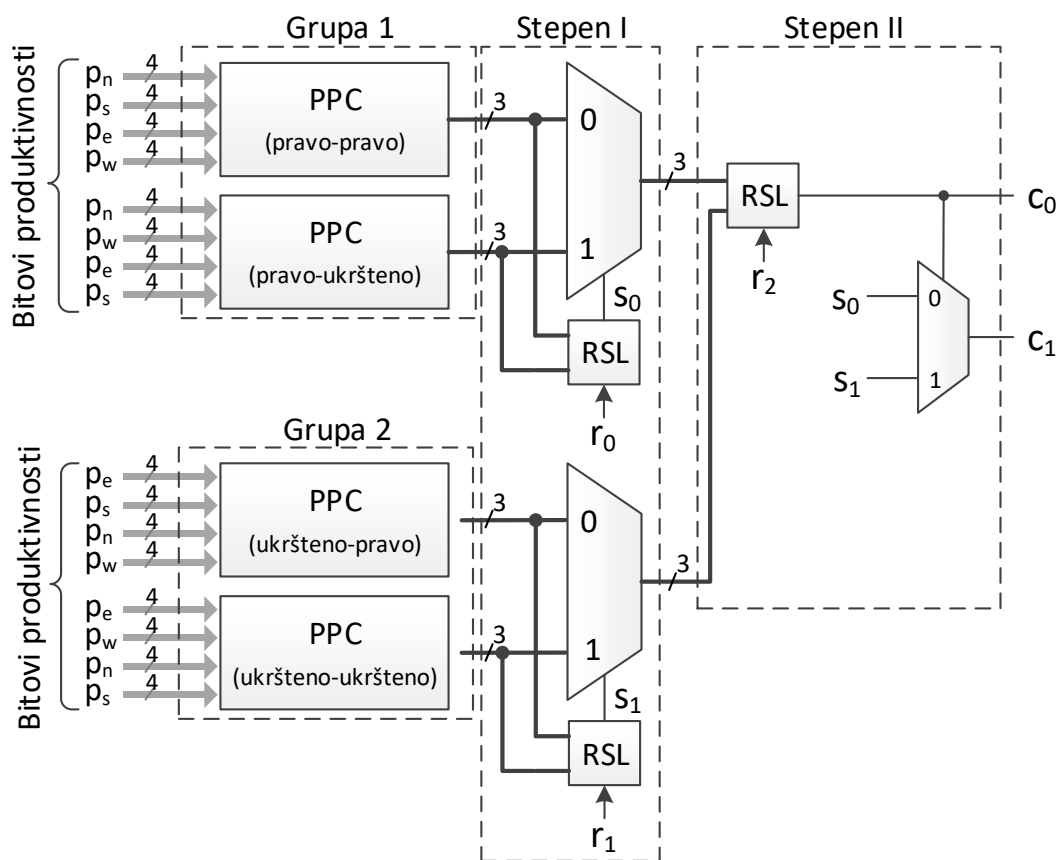 Grupa 1
Stepen I
Stepen II
Bitovi produktivnosti
pn 4
ps 4
pe 4
pw 4
PPC
(pravo-pravo)
3
0
pn 4
pw 4
pe 4
ps 4
PPC
(pravo-ukršteno)
3
1
s0
RSL
r0
3
RSL
r2
c0
s0
0
s1
1
c1
Grupa 2
Bitovi produktivnosti
pe 4
ps 4
pn 4
pw 4
PPC
(ukršteno-pravo)
3
0
pe 4
pw 4
pn 4
ps 4
PPC
(ukršteno-ukršteno)
3
1
3
s1
RSL
r1